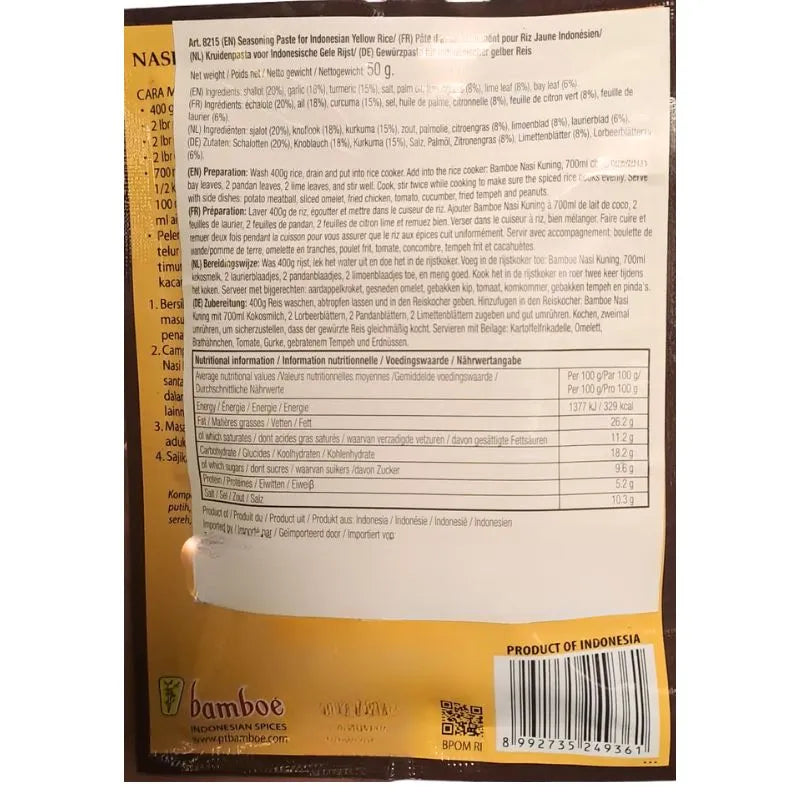 Art. 8215 (EN) Seasoning Paste for Indonesian Yellow Rice/ (FR) Pâte pour Riz Jaune Indonésien/
(NL) Kruidenpasta voor Indonesische Gele Rijst/ (DE) Gewürzpaste gelber Reis
Net weight / Poids net / Netto gewicht / Nettogewicht 50 g.
(EN) Ingredients: shallot (20%), garlic (18%), turmeric (15%), salt, palm oil, (8%), lime leaf (8%), bay leaf (6%).
(FR) Ingrédients: échalote (20%), ail (18%), curcuma (15%), sel, huile de palme, citronnelle (8%), feuille de citron vert (8%), feuille de
laurier (6%).
(NL) Ingrediënten: sjalot (20%), knoflook (18%), kurkuma (15%), zout, palmolie, citroengras (8%), limoenblad (8%), laurierblad (6%).
(DE) Zutaten: Schalotten (20%), Knoblauch (18%), Kurkuma (15%), Salz, Palmöl, Zitronengras (8%), Limettenblätter (8%), Lorbeerblätter
(6%).
(EN) Preparation: Wash 400g rice, drain and put into rice cooker. Add into the rice cooker: Bamboe Nasi Kuning, 700ml
bay leaves, 2 pandan leaves, 2 lime leaves, and stir well. Cook, stir twice while cooking to make sure the spiced rice cooks evenly. Serve
with side dishes: potato meatball, sliced omelet, fried chicken, tomato, cucumber, fried tempeh and peanuts.
(FR) Préparation: Laver 400g de riz, égoutter et mettre dans le cuiseur de riz. Ajouter Bamboe Nasi Kuning à 700ml de lait de coco, 2
feuilles de laurier, 2 feuilles de pandan, 2 feuilles de citron lime et remuez bien. Verser dans le cuiseur à riz, bien mélanger. Faire cuire et
remuer deux fois pendant la cuisson pour vous assurer que le riz aux épices cuit uniformément. Servir avec accompagnement: boulette de
viande/pomme de terre, omelette en tranches, poulet frit, tomate, concombre, tempeh frit et cacahuètes.
(NL) Bereidingswijze: Was 400g rijst, lek het water uit en doe het in de rijstkoker. Voeg in de rijstkoker toe: Bamboe Nasi Kuning, 700ml
kokosmelk, 2 laurierblaadjes, 2 pandanblaadjes, 2 limoenblaadjes toe, en meng goed. Kook het in de rijstkoker en roer twee keer tijdens
het koken. Serveer met bijgerechten: aardappelkroket, gesneden omelet, gebakken kip, tomaat, komkommer, gebakken tempeh en pinda's.
(DE) Zubereitung: 400g Reis waschen, abtropfen lassen und in den Reiskocher geben. Hinzufügen in den Reiskocher: Bamboe Nasi
Kuning mit 700ml Kokosmilch, 2 Lorbeerblättern, 2 Pandanblättern, 2 Limettenblättern zugeben und gut umrühren. Kochen, zweimal
umrühren, um sicherzustellen, dass der gewürzte Reis gleichmäßig kocht. Servieren mit Beilage: Kartoffelfrikadelle, Omelett,
Brathähnchen, Tomate, Gurke, gebratenem Tempeh und Erdnüssen.
Nutritional information / Information nutritionnelle / Voedingswaarde / Nährwertangabe
Average nutritional values /Valeurs nutritionnelles moyennes /Gemiddelde voedingswaarde /
Durchschnittliche Nährwerte
Per 100 g/Par 100 g/
Per 100 g/Pro 100 g
Energy / Énergie / Energie / Energie 1377 kJ / 329 kcal
Fat / Matières grasses / Vetten / Fett 26.2 g
of which saturates / dont acides gras saturés / waarvan verzadigde vetzuren / davon gesättigte Fettsäuren 11.2 g
Carbohydrate / Glucides / Koolhydraten / Kohlenhydrate 18.2 g
of which sugars / dont sucres / waarvan suikers /davon Zucker 9.6 g
Protein / Protéines / Eiwitten / Eiweiß 5.2 g
Salt / Sel / Zout / Salz 10.3 g
Product of / Produit du / Product uit / Produkt aus: Indonesia / Indonésie / Indonesië / Indonesien
Imported by / Importé par / Geïmporteerd door / Importiert von:
CARA
1. Bersi
2.
3.
4. Sajik
putih,
sereh,
PRODUCT OF INDONESIA
bamboe
INDONESIAN SPICES
www.ptbamboe.com
BPOM RI
8 992735 249361